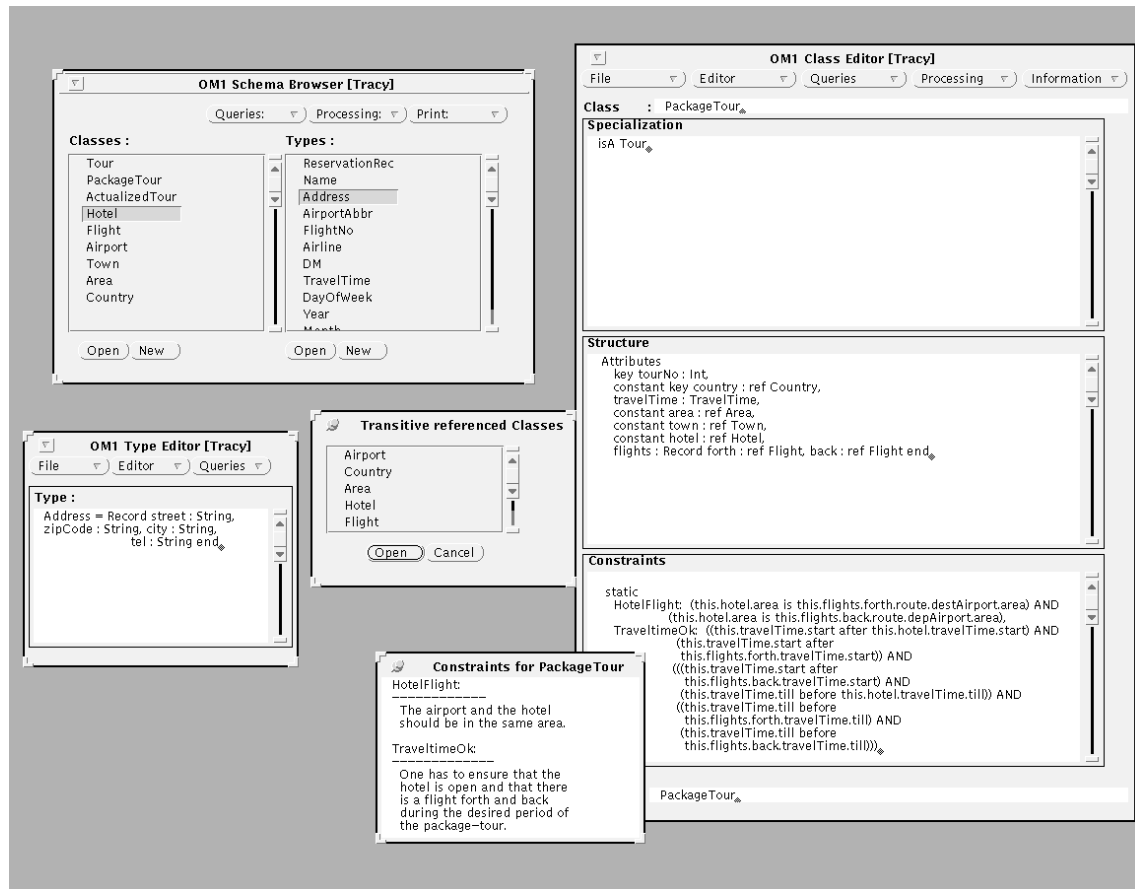 OM1 Schema Browser [Tracy]
Queries:
Processing:
Print:
Classes :
Types :
Tour
PackageTour
ActualizedTour
Hotel
Flight
Airport
Town
Area
Country
ReservationRec
Name
Address
AirportAbbr
FlightNo
Airline
DM
TravelTime
DayOfWeek
Year
Month
Open
New
Open
New
OM1 Type Editor [Tracy]
File
Editor
Queries
Type :
Address = Record street : String,
zipCode : String, city : String,
tel : String end
Transitive referenced Classes
Airport
Country
Area
Hotel
Flight
Open
Cancel
Constraints for PackageTour
HotelFlight:
-------------
The airport and the hotel
should be in the same area.
TraveltimeOk:
--------------
One has to ensure that the
hotel is open and that there
is a flight forth and back
during the desired period of
the package-tour.
OM1 Class Editor [Tracy]
File
Editor
Queries
Processing
Information
Class : PackageTour
Specialization
isA Tour
Structure
Attributes
key tourNo : Int,
constant key country : ref Country,
travelTime : TravelTime,
constant area : ref Area,
constant town : ref Town,
constant hotel : ref Hotel,
flights : Record forth : ref Flight, back : ref Flight end
Constraints
static
HotelFlight: (this.hotel.area is this.flights.forth.route.destAirport.area) AND
(this.hotel.area is this.flights.back.route.depAirport.area),
TraveltimeOk: ((this.travelTime.start after this.hotel.travelTime.start) AND
(this.travelTime.start after
this.flights.forth.travelTime.start)) AND
(((this.travelTime.start after
this.flights.back.travelTime.start) AND
(this.travelTime.till before this.hotel.travelTime.till)) AND
((this.travelTime.till before
this.flights.forth.travelTime.till) AND
(this.travelTime.till before
this.flights.back.travelTime.till)))
PackageTour